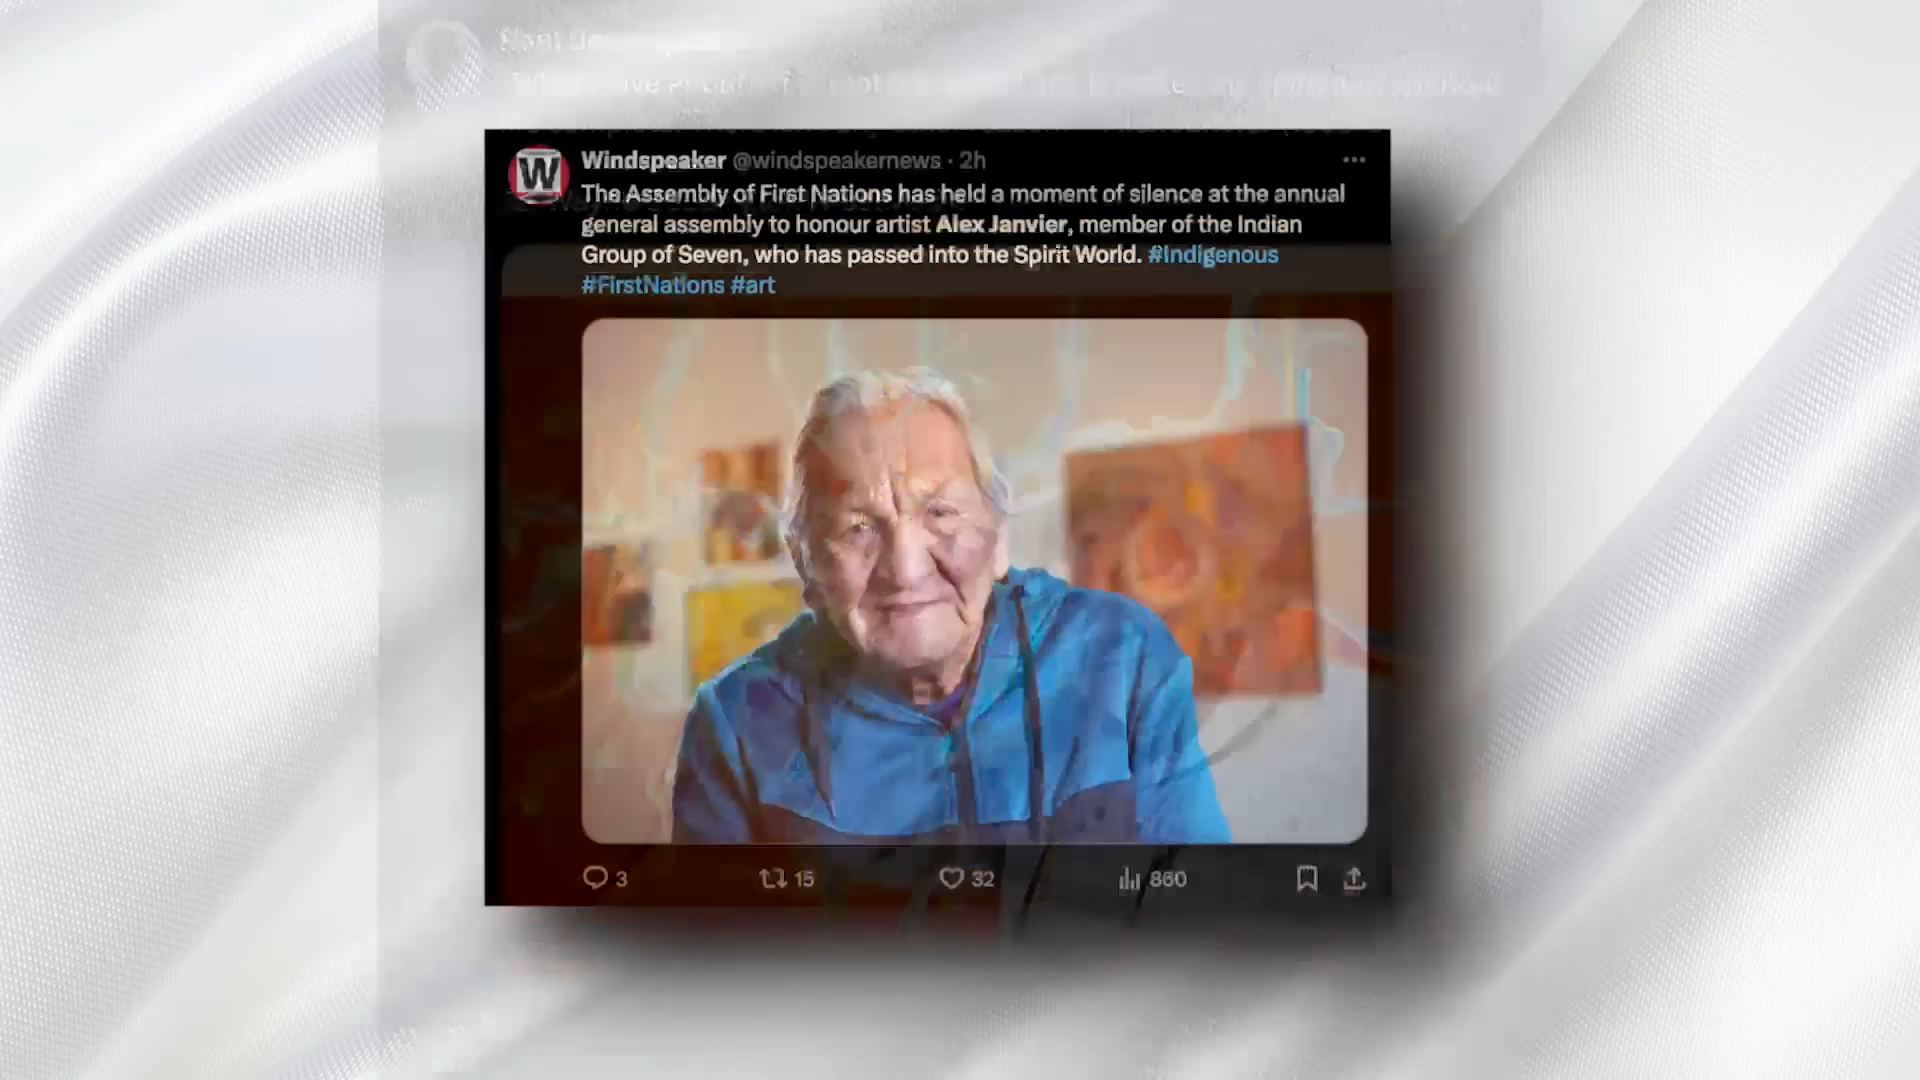 W
Windspeaker @windspeakernews · 2h
The Assembly of First Nations has held a moment of silence at the annual
general assembly to honour artist Alex Janvier, member of the Indian
Group of Seven, who has passed into the Spirit World. #Indigenous
#FirstNations #art
3 15 32 860